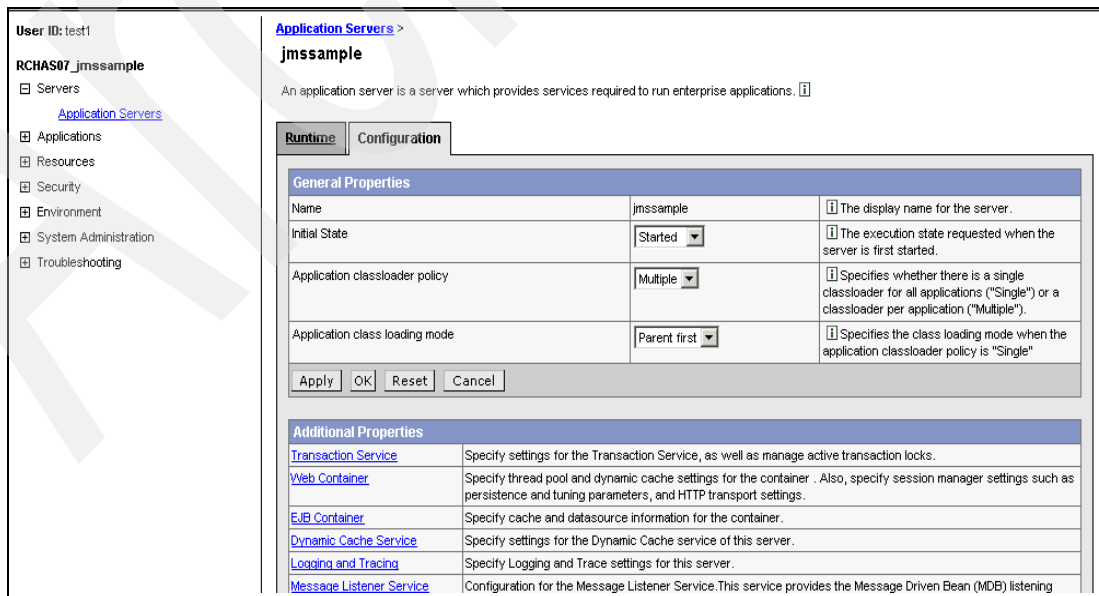 User ID: test1
RCHAS07_jmssample
Servers
Application Servers
Applications
Resources
Security
Environment
System Administration
Troubleshooting
Application Servers >
jmssample
An application server is a server which provides services required to run enterprise applications. i
Runtime Configuration
General Properties
Name jmssample i The display name for the server.
Initial State Started i The execution state requested when the
server is first started.
Application classloader policy Multiple i Specifies whether there is a single
classloader for all applications ("Single") or a
classloader per application ("Multiple").
Application class loading mode Parent first i Specifies the class loading mode when the
application classloader policy is "Single"
Apply OK Reset Cancel
Additional Properties
Transaction Service Specify settings for the Transaction Service, as well as manage active transaction locks.
Web Container Specify thread pool and dynamic cache settings for the container . Also, specify session manager settings such as
persistence and tuning parameters, and HTTP transport settings.
EJB Container Specify cache and datasource information for the container.
Dynamic Cache Service Specify settings for the Dynamic Cache service of this server.
Logging and Tracing Specify Logging and Trace settings for this server.
Message Listener Service Configuration for the Message Listener Service.This service provides the Message Driven Bean (MDB) listening